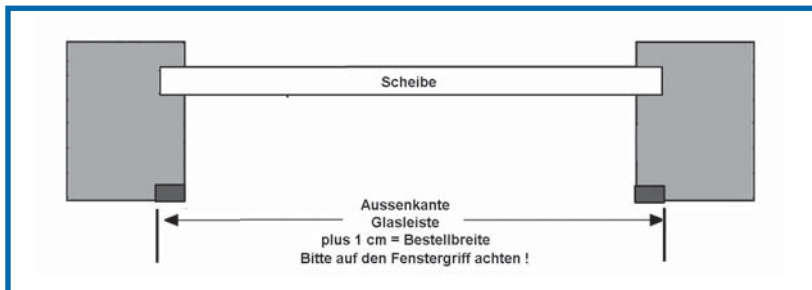 Scheibe
Aussenkante
Glasleiste
plus 1 cm = Bestellbreite
Bitte auf den Fenstergriff achten !